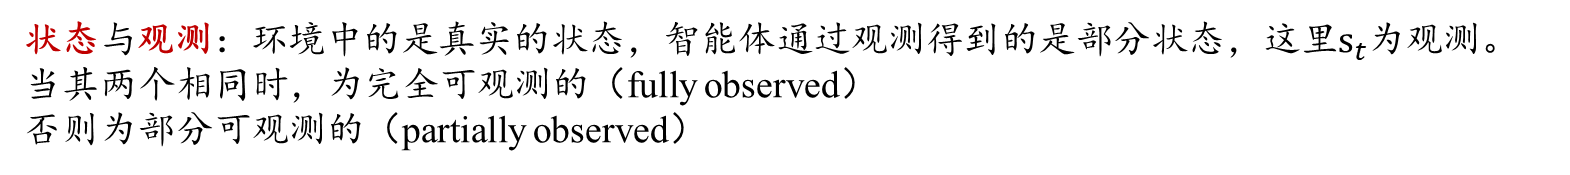 状态与观测：环境中的是真实的状态，智能体通过观测得到的是部分状态，这里s_t为观测。
当其两个相同时，为完全可观测的（fully observed）
否则为部分可观测的（partially observed）